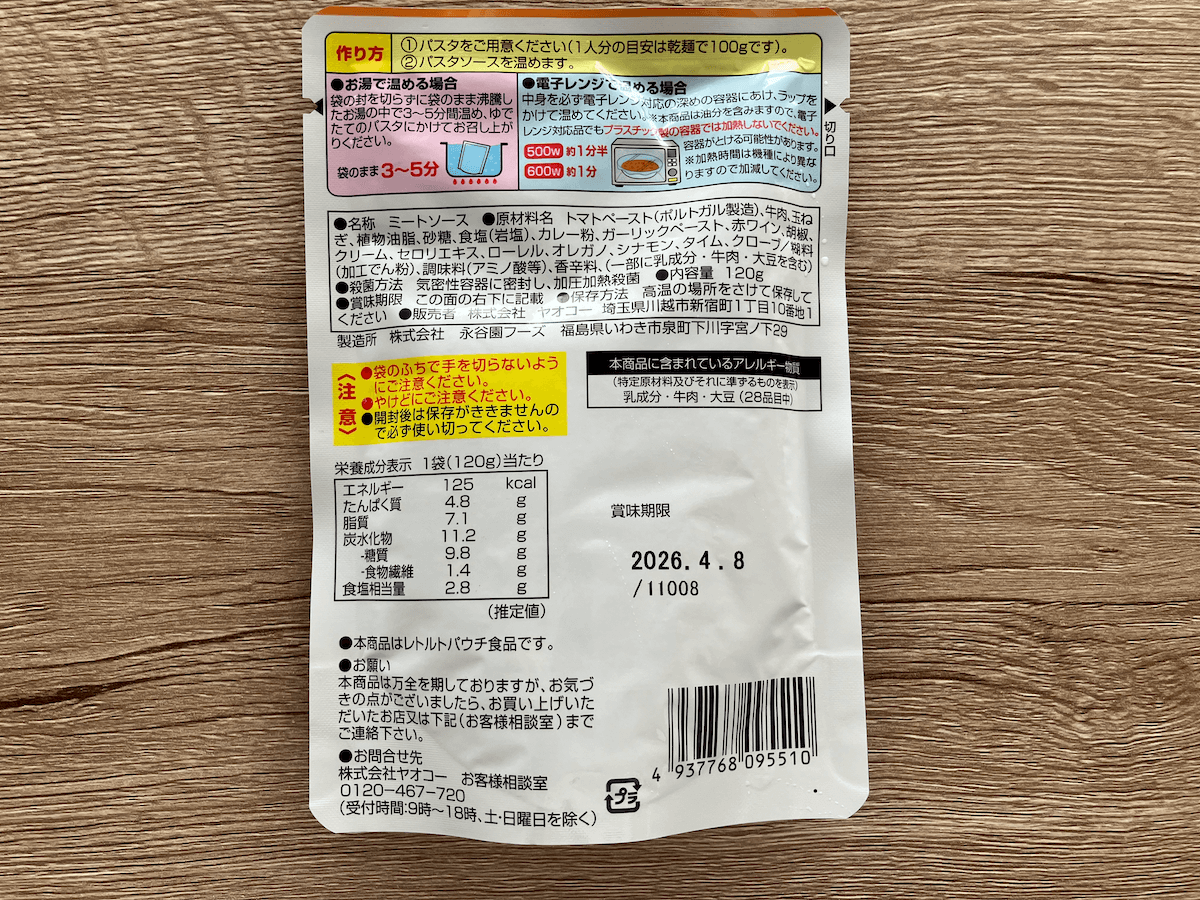 作り方
①パスタをご用意ください(1人分の目安は乾麺で100gです)。
②パスタソースを温めます。
●お湯で温める場合
袋の封を切らずに袋のまま沸騰し
たお湯の中で3〜5分間温め、ゆで
たてのパスタにかけてお召し上が
りください。
袋のまま3〜5分
●電子レンジで温める場合
中身を必ず電子レンジ対応の深めの容器にあけ、ラップを
かけて温めてください。※本商品は油分を含みますので、電子
レンジ対応品でもプラスチック製の容器では加熱しないでください。
容器がとける可能性があります。
500W 約1分半
600W 約1分
※加熱時間は機種により異な
りますので加減してください。
切り口
●名称 ミートソース ●原材料名 トマトペースト(ポルトガル製造)、牛肉、玉ね
ぎ、植物油脂、砂糖、食塩(岩塩)、カレー粉、ガーリックペースト、赤ワイン、胡椒、
クリーム、セロリエキス、ローレル、オレガノ、シナモン、タイム、クローブ/糊料
(加工でん粉)、調味料(アミノ酸等)、香辛料、(一部に乳成分・牛肉・大豆を含む)
●殺菌方法 気密性容器に密封し、加圧加熱殺菌 ●内容量 120g
●賞味期限 この面の右下に記載 ●保存方法 高温の場所をさけて保存して
ください ●販売者 株式会社 ヤオコー 埼玉県川越市新宿町1丁目10番地1
製造所 株式会社 永谷園フーズ 福島県いわき市泉町下川字宮ノ下29
〈注意〉
●袋のふちで手を切らないよう
にご注意ください。
●やけどにご注意ください。
●開封後は保存がききませんの
で必ず使い切ってください。
本商品に含まれているアレルギー物質
(特定原材料及びそれに準ずるものを表示)
乳成分・牛肉・大豆(28品目中)
栄養成分表示 1袋(120g)当たり
エネルギー 125 kcal
たんぱく質 4.8 g
脂質 7.1 g
炭水化物 11.2 g
-糖質 9.8 g
-食物繊維 1.4 g
食塩相当量 2.8 g
(推定値)
賞味期限
2026.4.8
/11008
●本商品はレトルトパウチ食品です。
●お願い
本商品は万全を期しておりますが、お気づ
きの点がございましたら、お買い上げいた
だいたお店又は下記(お客様相談室)まで
ご連絡下さい。
●お問合せ先
株式会社ヤオコー お客様相談室
0120-467-720
(受付時間:9時〜18時、土・日曜日を除く)
プラ
4 937768 095510